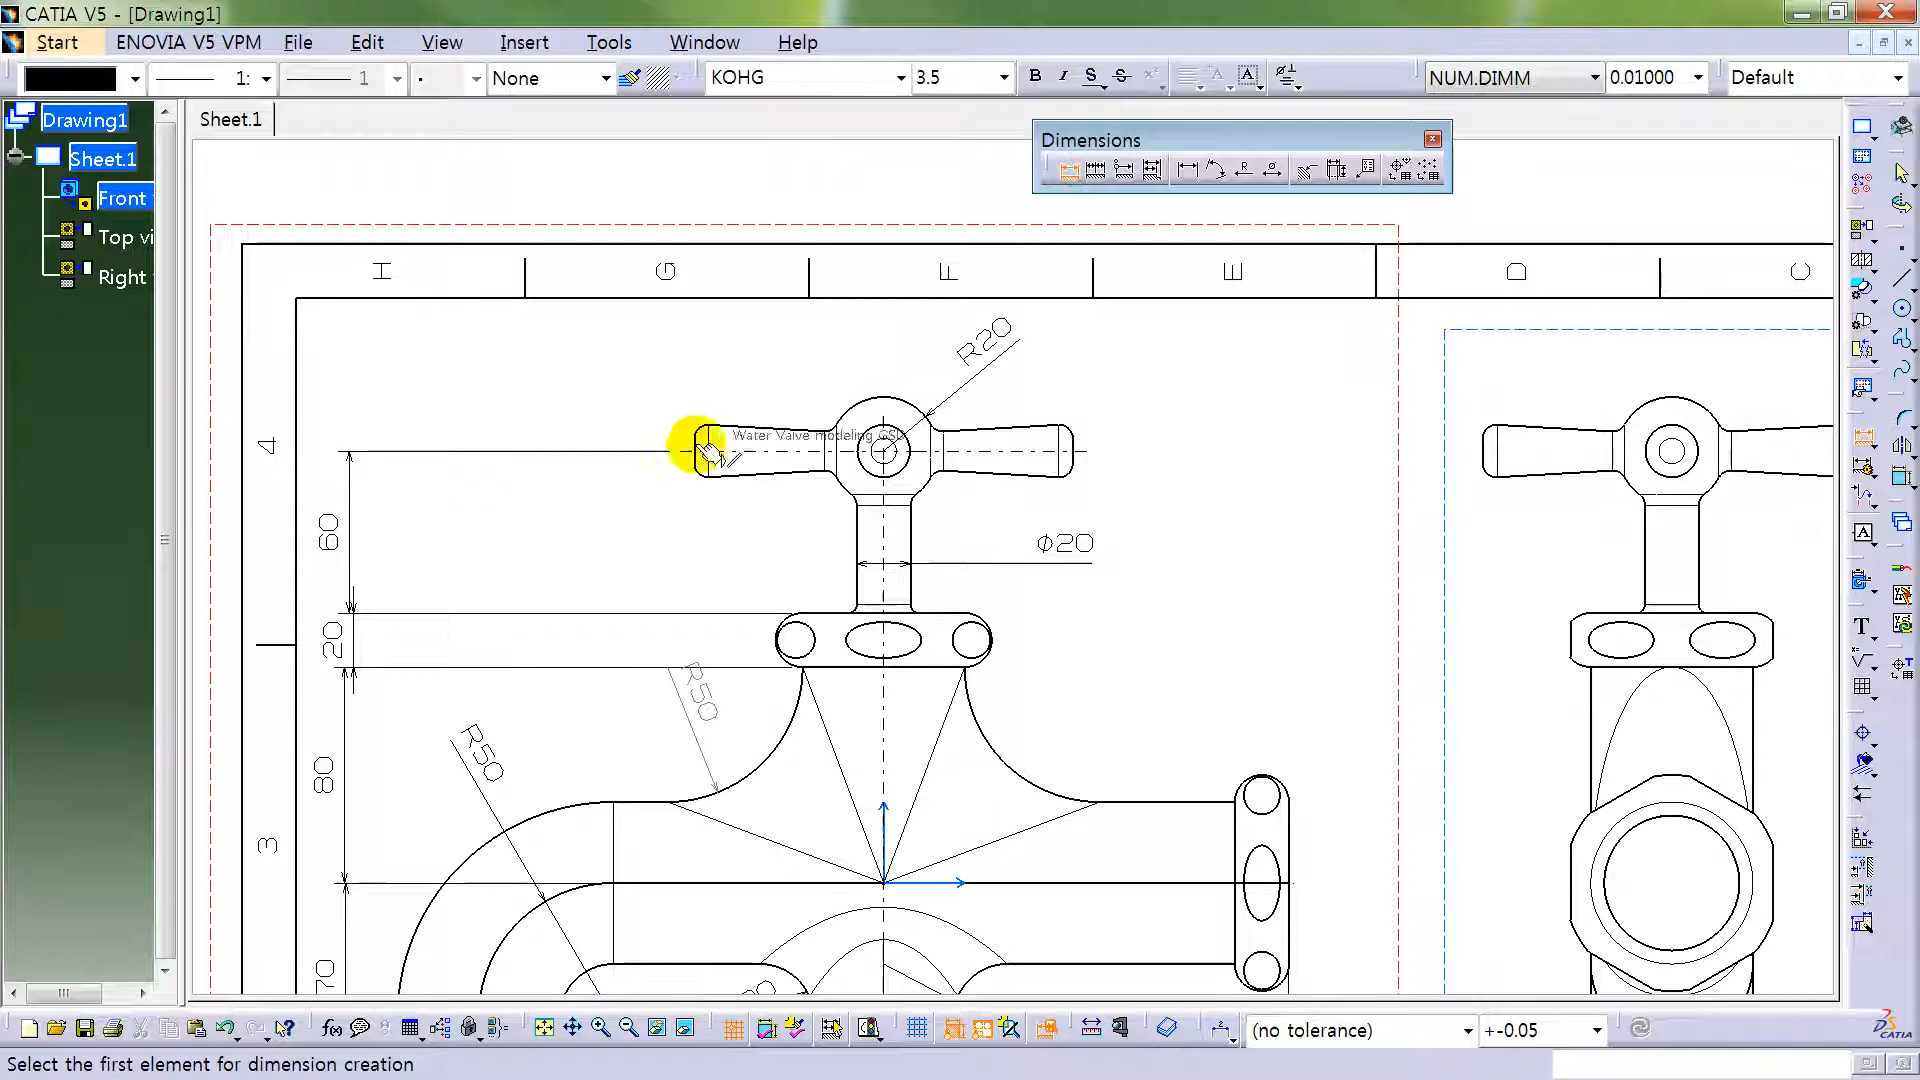 CATIA V5 - [Drawing1]
Start ENOVIA V5 VPM File Edit View Insert Tools Window Help
1: 1 None KOHG 3.5 B I S S NUM.DIMM 0.01000 Default
Drawing1
Sheet.1
Front
Top vi
Right
Sheet.1
Dimensions
H G F E D C
4
3
R20
Water Valve modeling GSD
60
Φ20
20
R50
R50
80
70
(no tolerance) +-0.05
CATIA
Select the first element for dimension creation